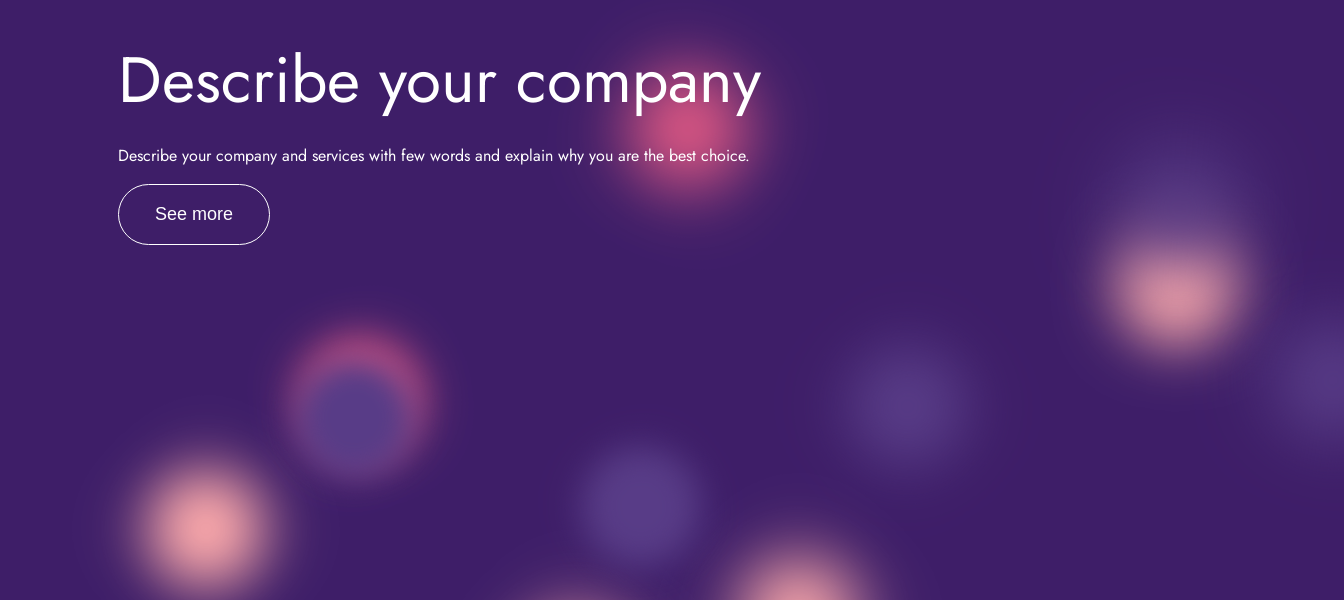 Describe your company
Describe your company and services with few words and explain why you are the best choice.
See more